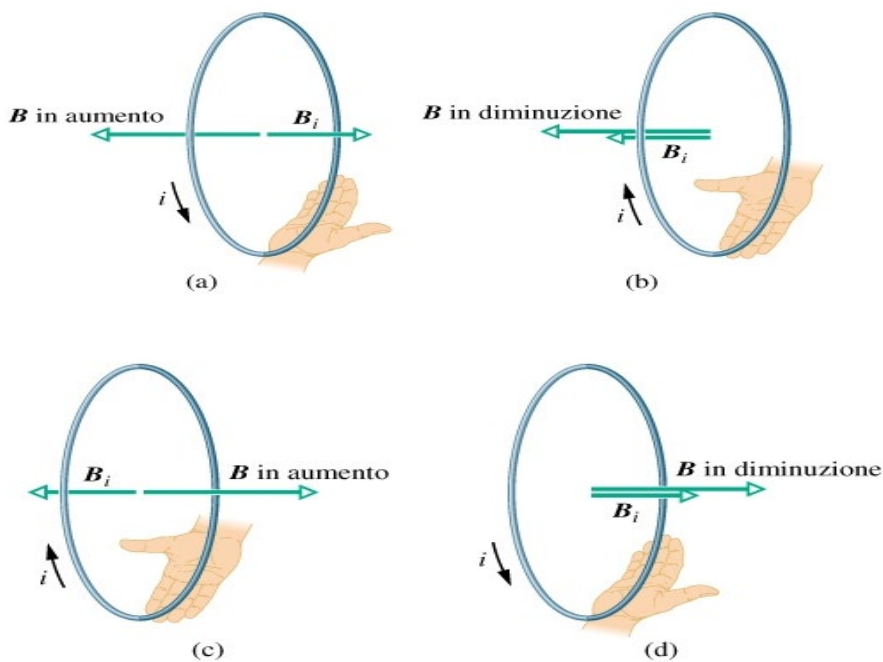 B in aumento
B_i
i
(a)
B in diminuzione
B_i
i
(b)
B_i
B in aumento
i
(c)
B in diminuzione
B_i
i
(d)